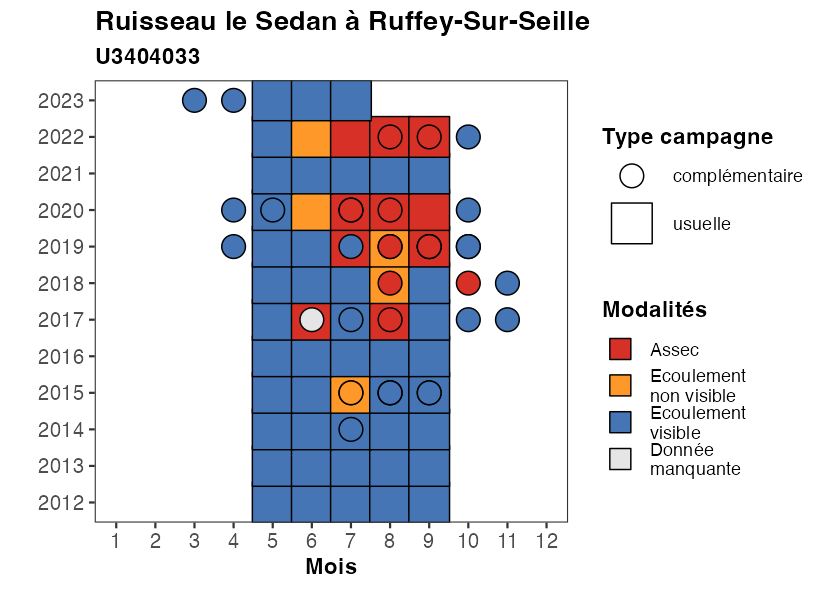 Ruisseau le Sedan à Ruffey-Sur-Seille
U3404033
2023
2022
2021
2020
2019
2018
2017
2016
2015
2014
2013
2012
1 2 3 4 5 6 7 8 9 10 11 12
Mois
Type campagne
complémentaire
usuelle
Modalités
Assec
Ecoulement
non visible
Ecoulement
visible
Donnée
manquante